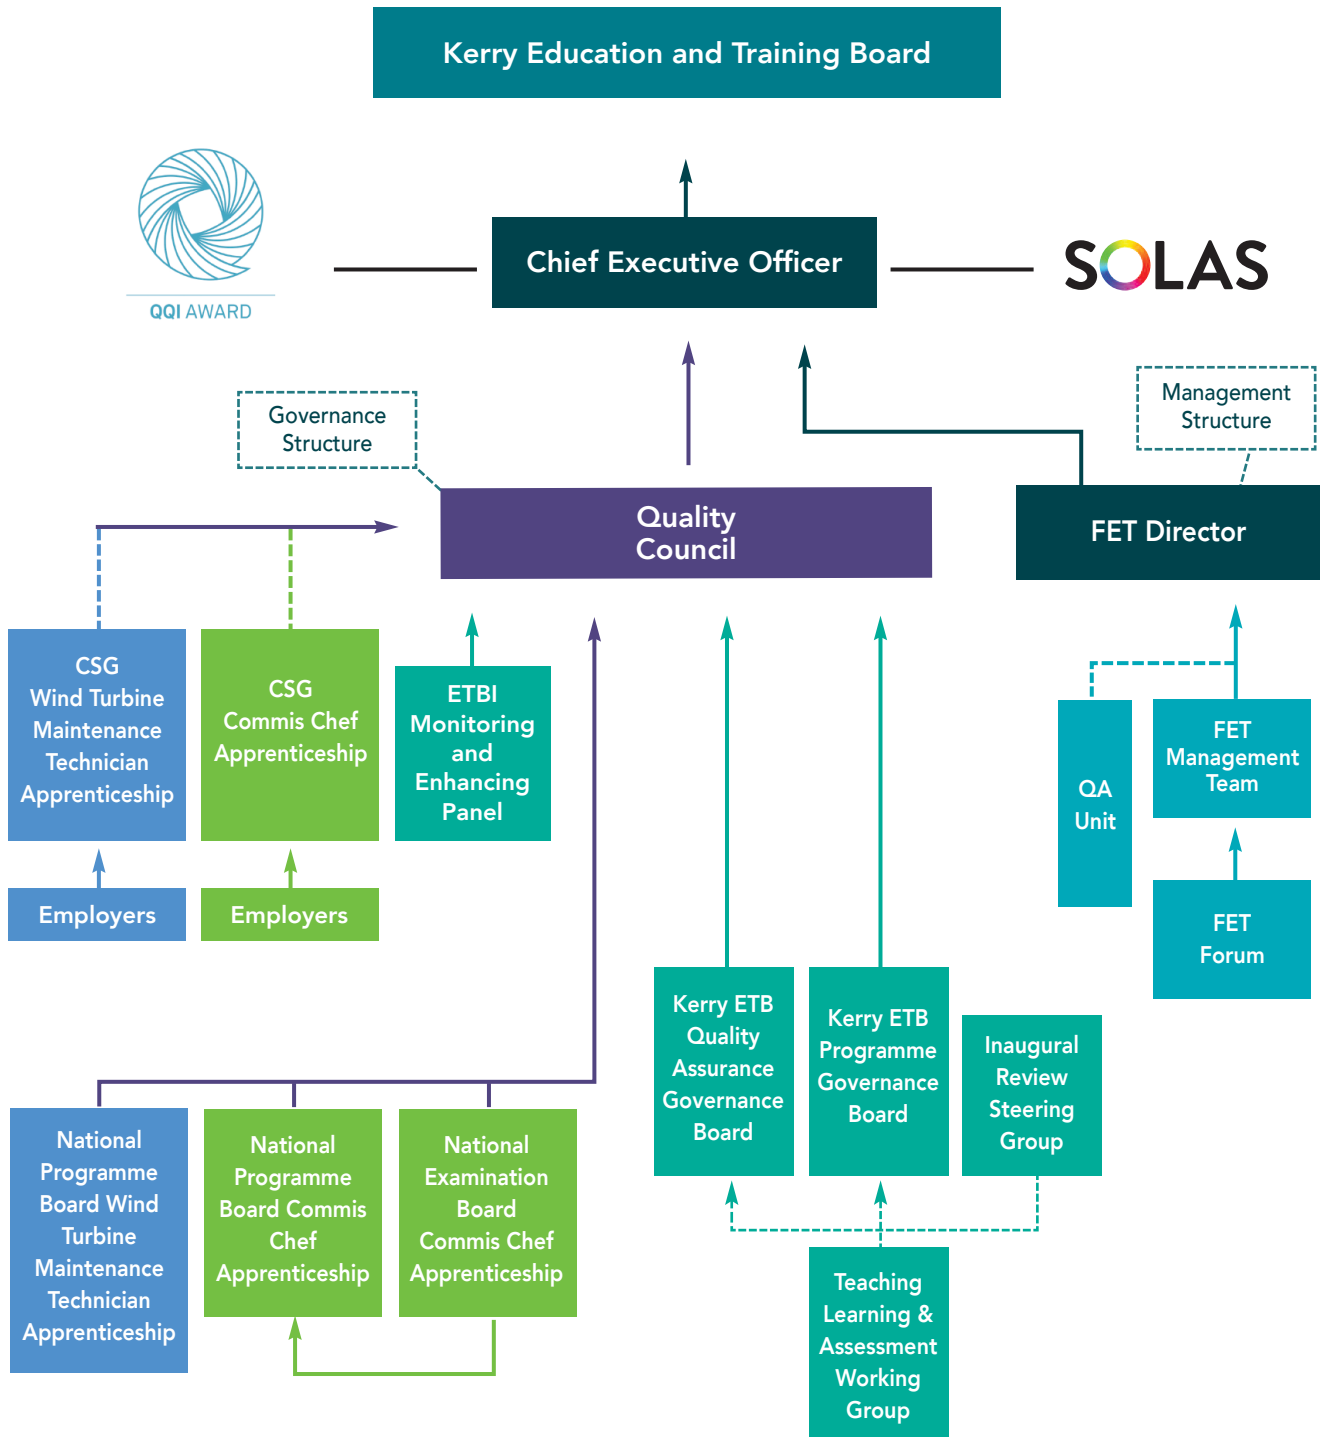 Kerry Education and Training Board
QQI AWARD
Chief Executive Officer
SOLAS
Governance
Structure
Management
Structure
Quality
Council
FET Director
CSG
Wind Turbine
Maintenance
Technician
Apprenticeship
CSG
Commis Chef
Apprenticeship
ETBI
Monitoring
and
Enhancing
Panel
QA
Unit
FET
Management
Team
Employers
Employers
FET
Forum
Kerry ETB
Quality
Assurance
Governance
Board
Kerry ETB
Programme
Governance
Board
Inaugural
Review
Steering
Group
National
Programme
Board Wind
Turbine
Maintenance
Technician
Apprenticeship
National
Programme
Board Commis
Chef
Apprenticeship
National
Examination
Board
Commis Chef
Apprenticeship
Teaching
Learning &
Assessment
Working
Group